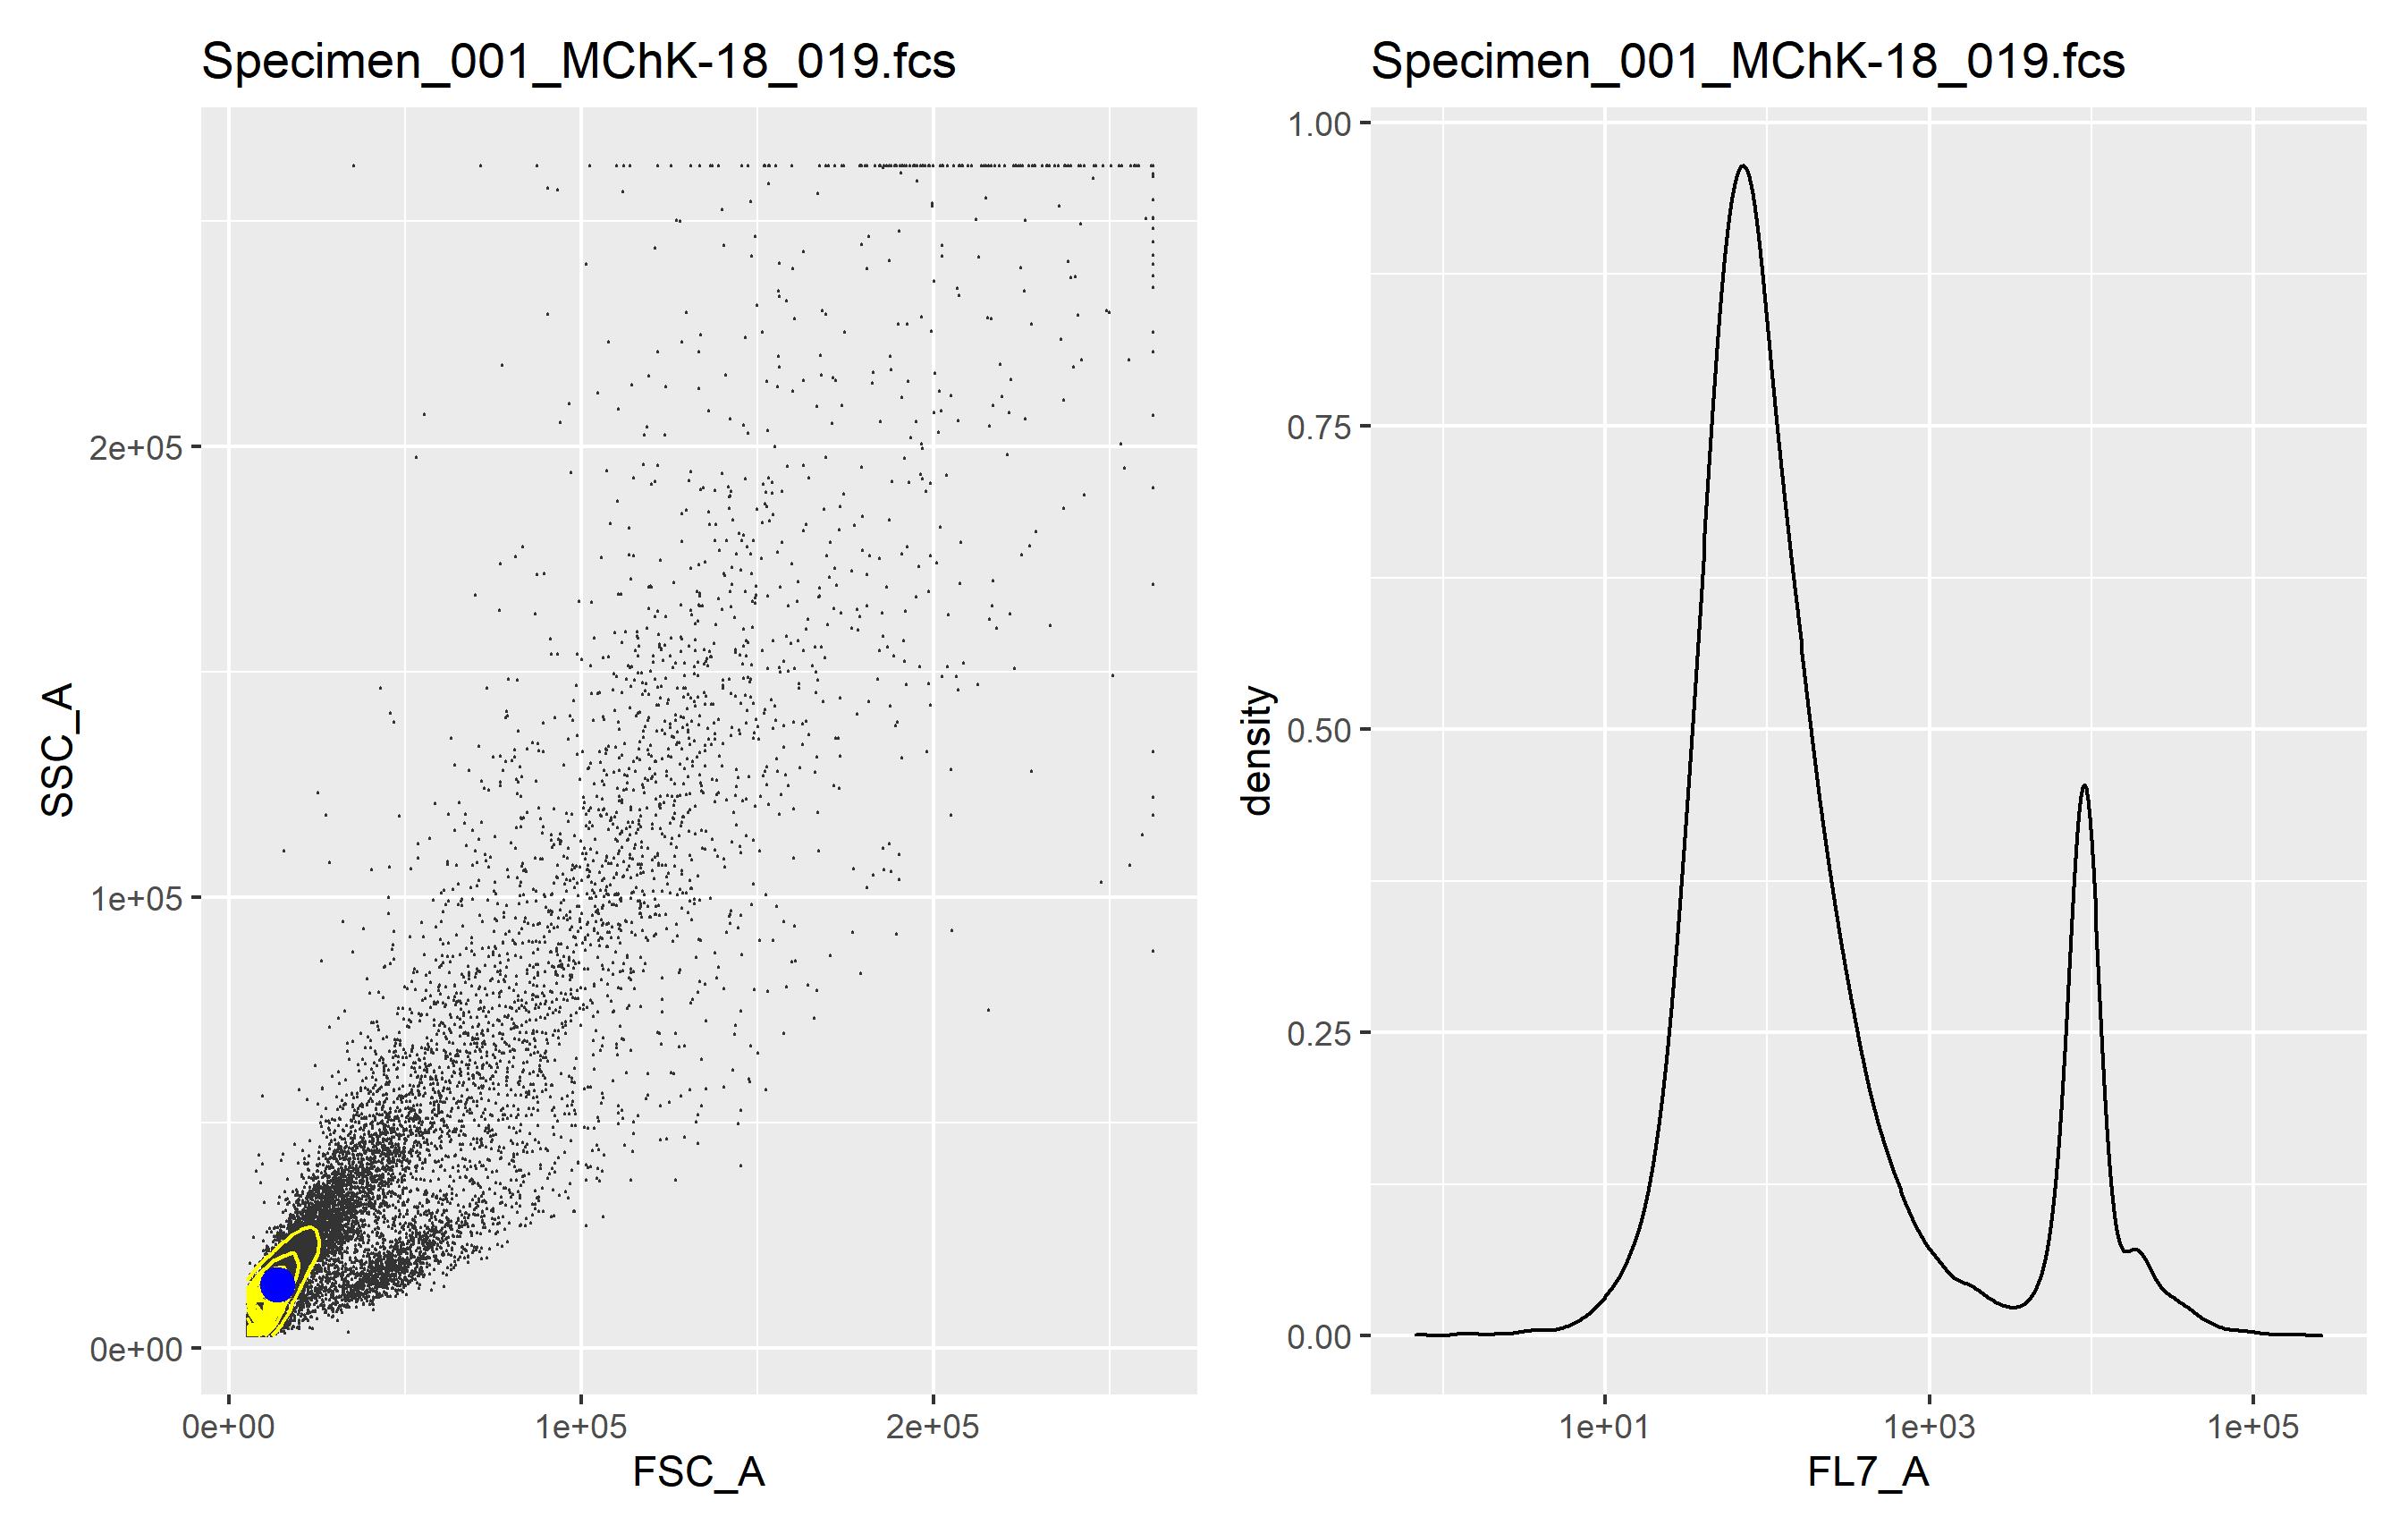 Specimen_001_MChK-18_019.fcs
SSC_A
2e+05
1e+05
0e+00
0e+00 1e+05 2e+05
FSC_A
Specimen_001_MChK-18_019.fcs
density
1.00
0.75
0.50
0.25
0.00
1e+01 1e+03 1e+05
FL7_A